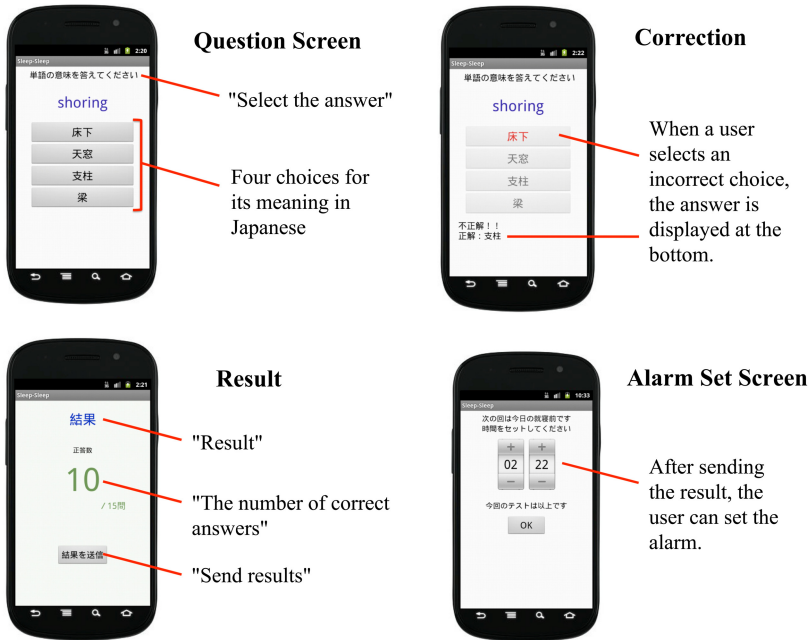 Question Screen
2:20
Sleep-Sleep
単語の意味を答えてください
shoring
床下
天窓
支柱
梁
"Select the answer"
Four choices for
its meaning in
Japanese
Correction
2:22
Sleep-Sleep
単語の意味を答えてください
shoring
床下
天窓
支柱
梁
不正解！！
正解：支柱
When a user
selects an
incorrect choice,
the answer is
displayed at the
bottom.
Result
2:21
Sleep-Sleep
結果
正答数
10
/ 15問
結果を送信
"Result"
"The number of correct
answers"
"Send results"
Alarm Set Screen
10:33
Sleep-Sleep
次の回は今日の就寝前です
時間をセットしてください
+ +
02 22
− −
今回のテストは以上です
OK
After sending
the result, the
user can set the
alarm.